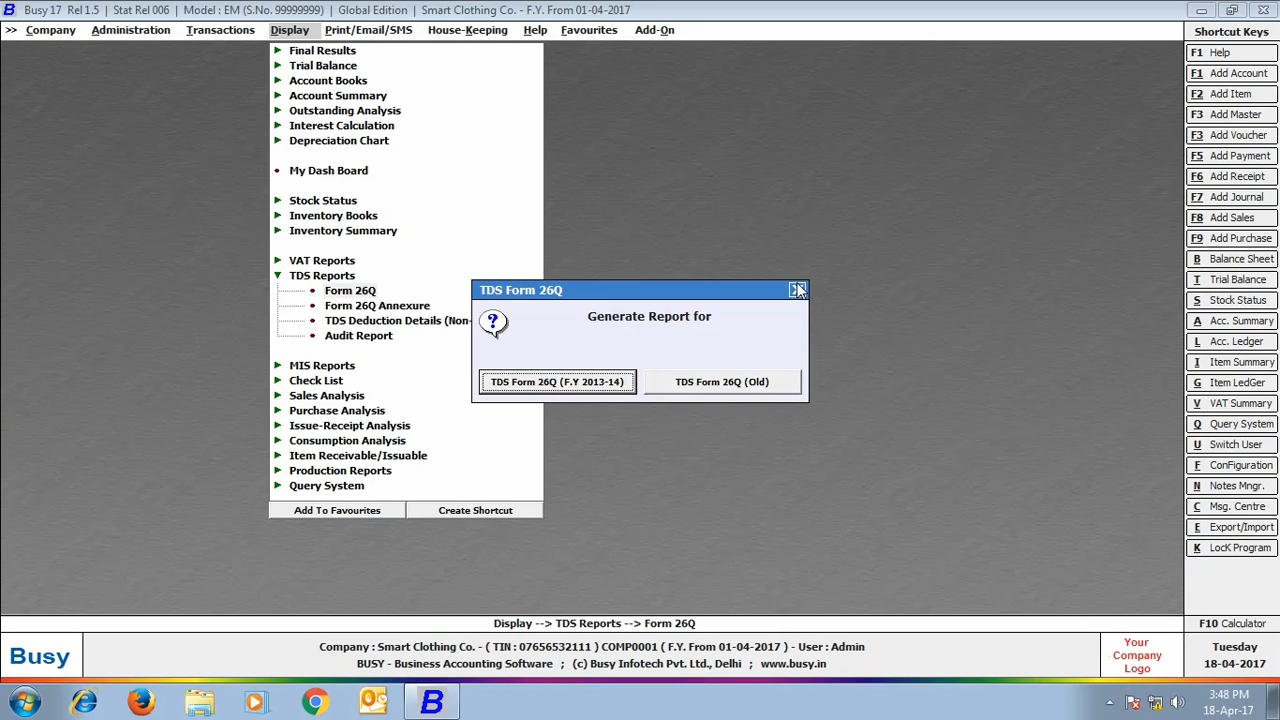 Busy 17 Rel 1.5 | Stat Rel 006 | Model : EM (S.No. 99999999) | Global Edition | Smart Clothing Co. - F.Y. From 01-04-2017
>> Company Administration Transactions Display Print/Email/SMS House-Keeping Favourites Add-On Help
Final Results
Trial Balance
Account Books
Account Summary
Outstanding Analysis
Interest Calculation
Depreciation Chart
My Dash Board
Stock Status
Inventory Books
Inventory Summary
VAT Reports
TDS Reports
Form 26Q
Form 26Q Annexure
TDS Deduction Details (Non-
Audit Report
MIS Reports
Check List
Sales Analysis
Purchase Analysis
Issue-Receipt Analysis
Consumption Analysis
Item Receivable/Issuable
Production Reports
Query System
Add To Favourites Create Shortcut
TDS Form 26Q
Generate Report for
TDS Form 26Q (F.Y 2013-14) TDS Form 26Q (Old)
Shortcut Keys
F1 Help
F1 Add Account
F2 Add Item
F3 Add Master
F3 Add Voucher
F5 Add Payment
F6 Add Receipt
F7 Add Journal
F8 Add Sales
F9 Add Purchase
B Balance Sheet
T Trial Balance
S Stock Status
A Acc. Summary
L Acc. Ledger
I Item Summary
G Item LedGer
V VAT Summary
Q Query System
U Switch User
F ConFiguration
N Notes Mngr.
C Msg. Centre
E Export/Import
K LocK Program
F10 Calculator
Display --> TDS Reports --> Form 26Q
Busy
Company : Smart Clothing Co. - ( TIN : 07656532111 ) COMP0001 ( F.Y. From 01-04-2017 ) - User : Admin
BUSY - Business Accounting Software ; (c) Busy Infotech Pvt. Ltd., Delhi ; www.busy.in
Your
Company
Logo
Tuesday
18-04-2017
3:48 PM
18-Apr-17